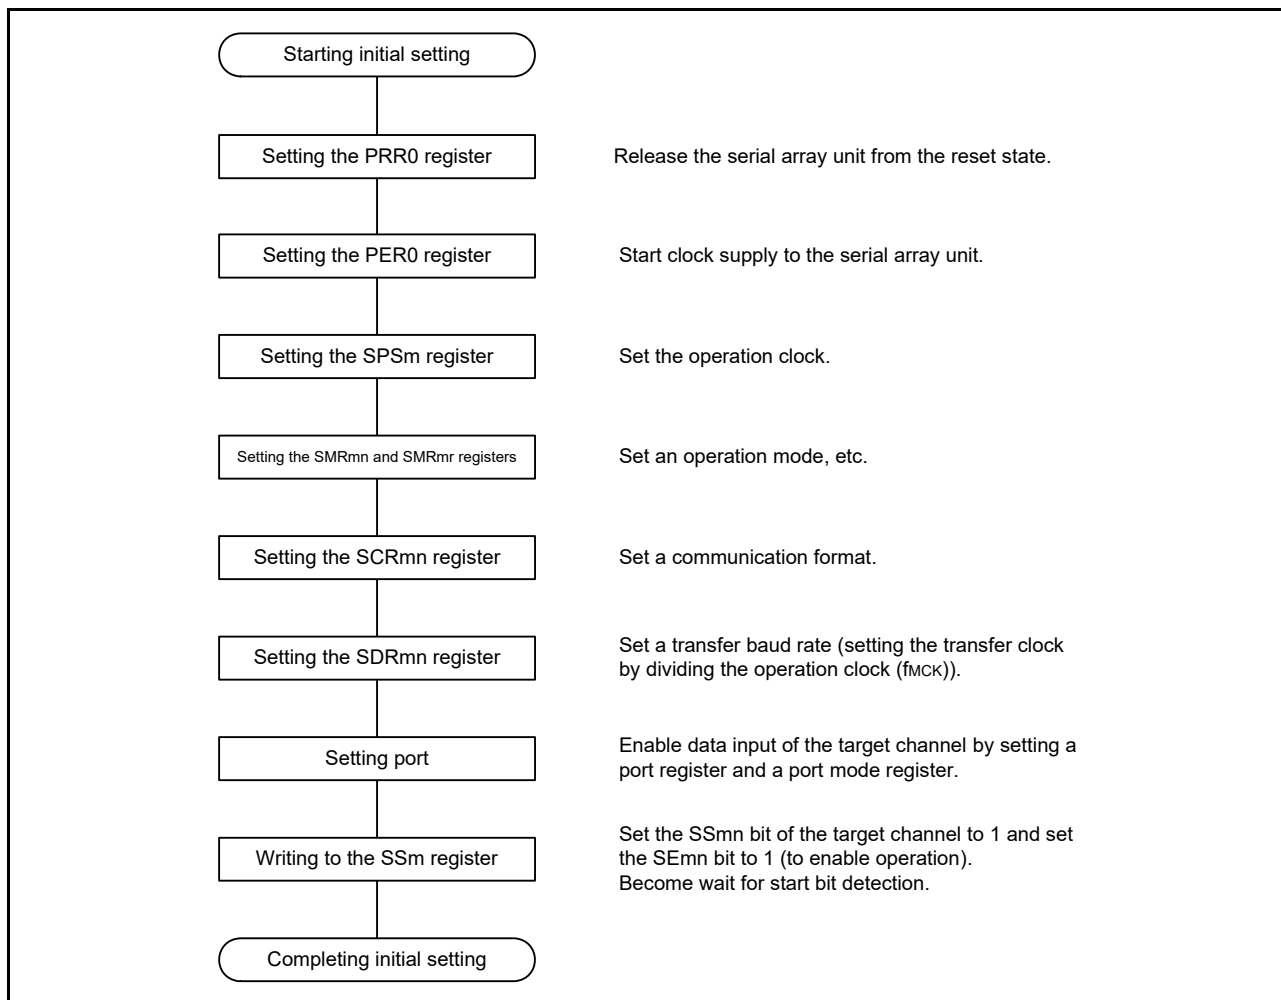 Starting initial setting
Setting the PRR0 register
Release the serial array unit from the reset state.
Setting the PER0 register
Start clock supply to the serial array unit.
Setting the SPSm register
Set the operation clock.
Setting the SMRmn and SMRmr registers
Set an operation mode, etc.
Setting the SCRmn register
Set a communication format.
Setting the SDRmn register
Set a transfer baud rate (setting the transfer clock
by dividing the operation clock (fMCK)).
Setting port
Enable data input of the target channel by setting a
port register and a port mode register.
Writing to the SSm register
Set the SSmn bit of the target channel to 1 and set
the SEmn bit to 1 (to enable operation).
Become wait for start bit detection.
Completing initial setting